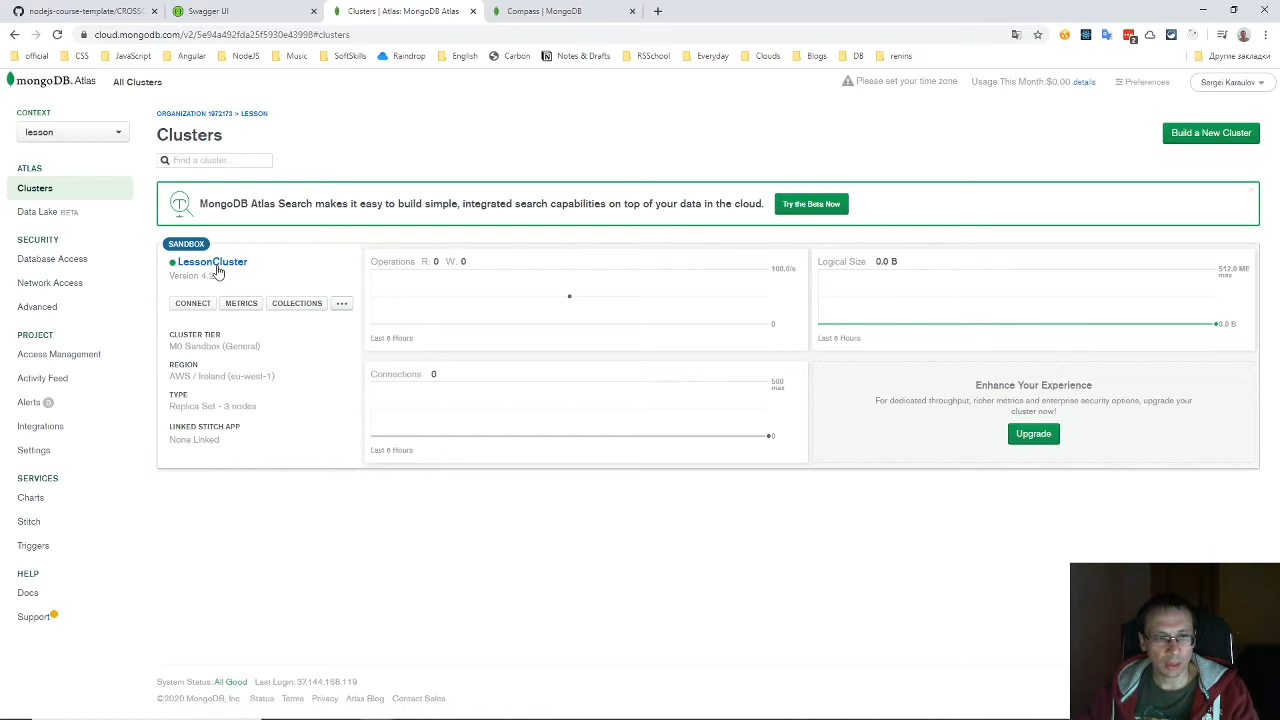 nodejs-course-template/CROSSC
Swagger UI
Clusters | Atlas: MongoDB Atlas
Compass | MongoDB
cloud.mongodb.com/v2/5e94a492fda25f5930e43998#clusters
official
CSS
JavaScript
Angular
NodeJS
Music
SoftSkills
Raindrop
English
Carbon
Notes & Drafts
RSSchool
Everyday
Clouds
Blogs
DB
renins
Другие закладки
mongoDB. Atlas
All Clusters
Please set your time zone
Usage This Month:$0.00 details
Preferences
Sergei Karaulov
CONTEXT
lesson
ATLAS
Clusters
Data Lake BETA
SECURITY
Database Access
Network Access
Advanced
PROJECT
Access Management
Activity Feed
Alerts 0
Integrations
Settings
SERVICES
Charts
Stitch
Triggers
HELP
Docs
Support
ORGANIZATION 1972173 > LESSON
Clusters
Find a cluster...
Build a New Cluster
MongoDB Atlas Search makes it easy to build simple, integrated search capabilities on top of your data in the cloud.
Try the Beta Now
SANDBOX
LessonCluster
Version 4.2
CONNECT
METRICS
COLLECTIONS
...
CLUSTER TIER
M0 Sandbox (General)
REGION
AWS / Ireland (eu-west-1)
TYPE
Replica Set - 3 nodes
LINKED STITCH APP
None Linked
Operations R: 0 W: 0
100.0/s
0
Last 6 Hours
Logical Size 0.0 B
512.0 MB
max
0.0 B
Last 6 Hours
Connections 0
500
max
0
Last 6 Hours
Enhance Your Experience
For dedicated throughput, richer metrics and enterprise security options, upgrade your
cluster now!
Upgrade
System Status: All Good Last Login: 37.144.168.119
©2020 MongoDB, Inc. Status Terms Privacy Atlas Blog Contact Sales